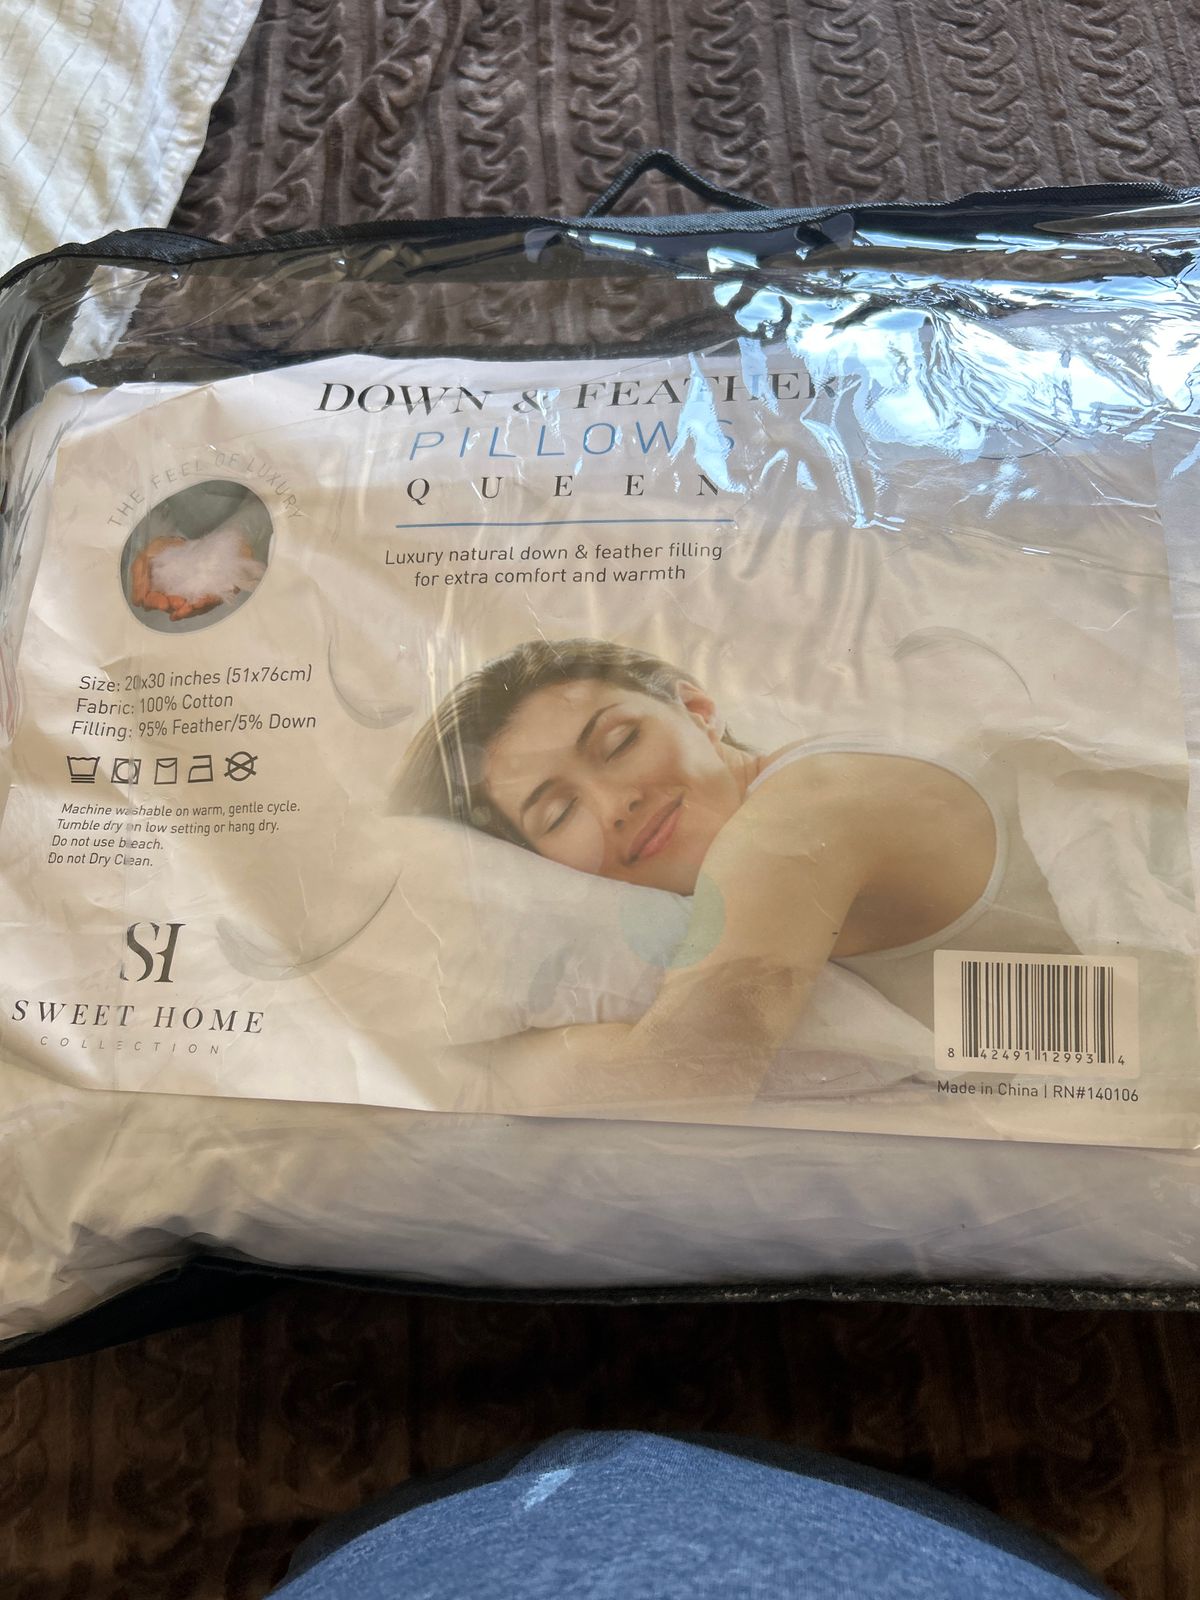 DOWN & FEATHER
PILLOWS
QUEEN
Luxury natural down & feather filling
for extra comfort and warmth
THE FEEL OF LUXURY
Size: 20x30 inches (51x76cm)
Fabric: 100% Cotton
Filling: 95% Feather/5% Down
Machine washable on warm, gentle cycle.
Tumble dry on low setting or hang dry.
Do not use bleach.
Do not Dry Clean.
SH
SWEET HOME
COLLECTION
8 42491 12993 4
Made in China | RN#140106